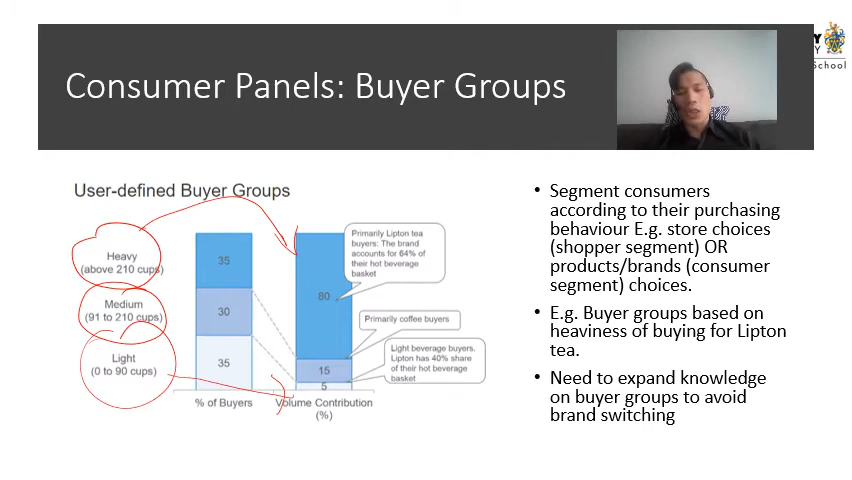 Y
Y
School
Consumer Panels: Buyer Groups
User-defined Buyer Groups
Heavy
(above 210 cups)
Medium
(91 to 210 cups)
Light
(0 to 90 cups)
35
30
35
% of Buyers
80
15
5
Volume Contribution
(%)
Primarily Lipton tea
buyers: The brand
accounts for 64% of
their hot beverage
basket
Primarily coffee buyers
Light beverage buyers.
Lipton has 40% share
of their hot beverage
basket
• Segment consumers
according to their purchasing
behaviour E.g. store choices
(shopper segment) OR
products/brands (consumer
segment) choices.
• E.g. Buyer groups based on
heaviness of buying for Lipton
tea.
• Need to expand knowledge
on buyer groups to avoid
brand switching